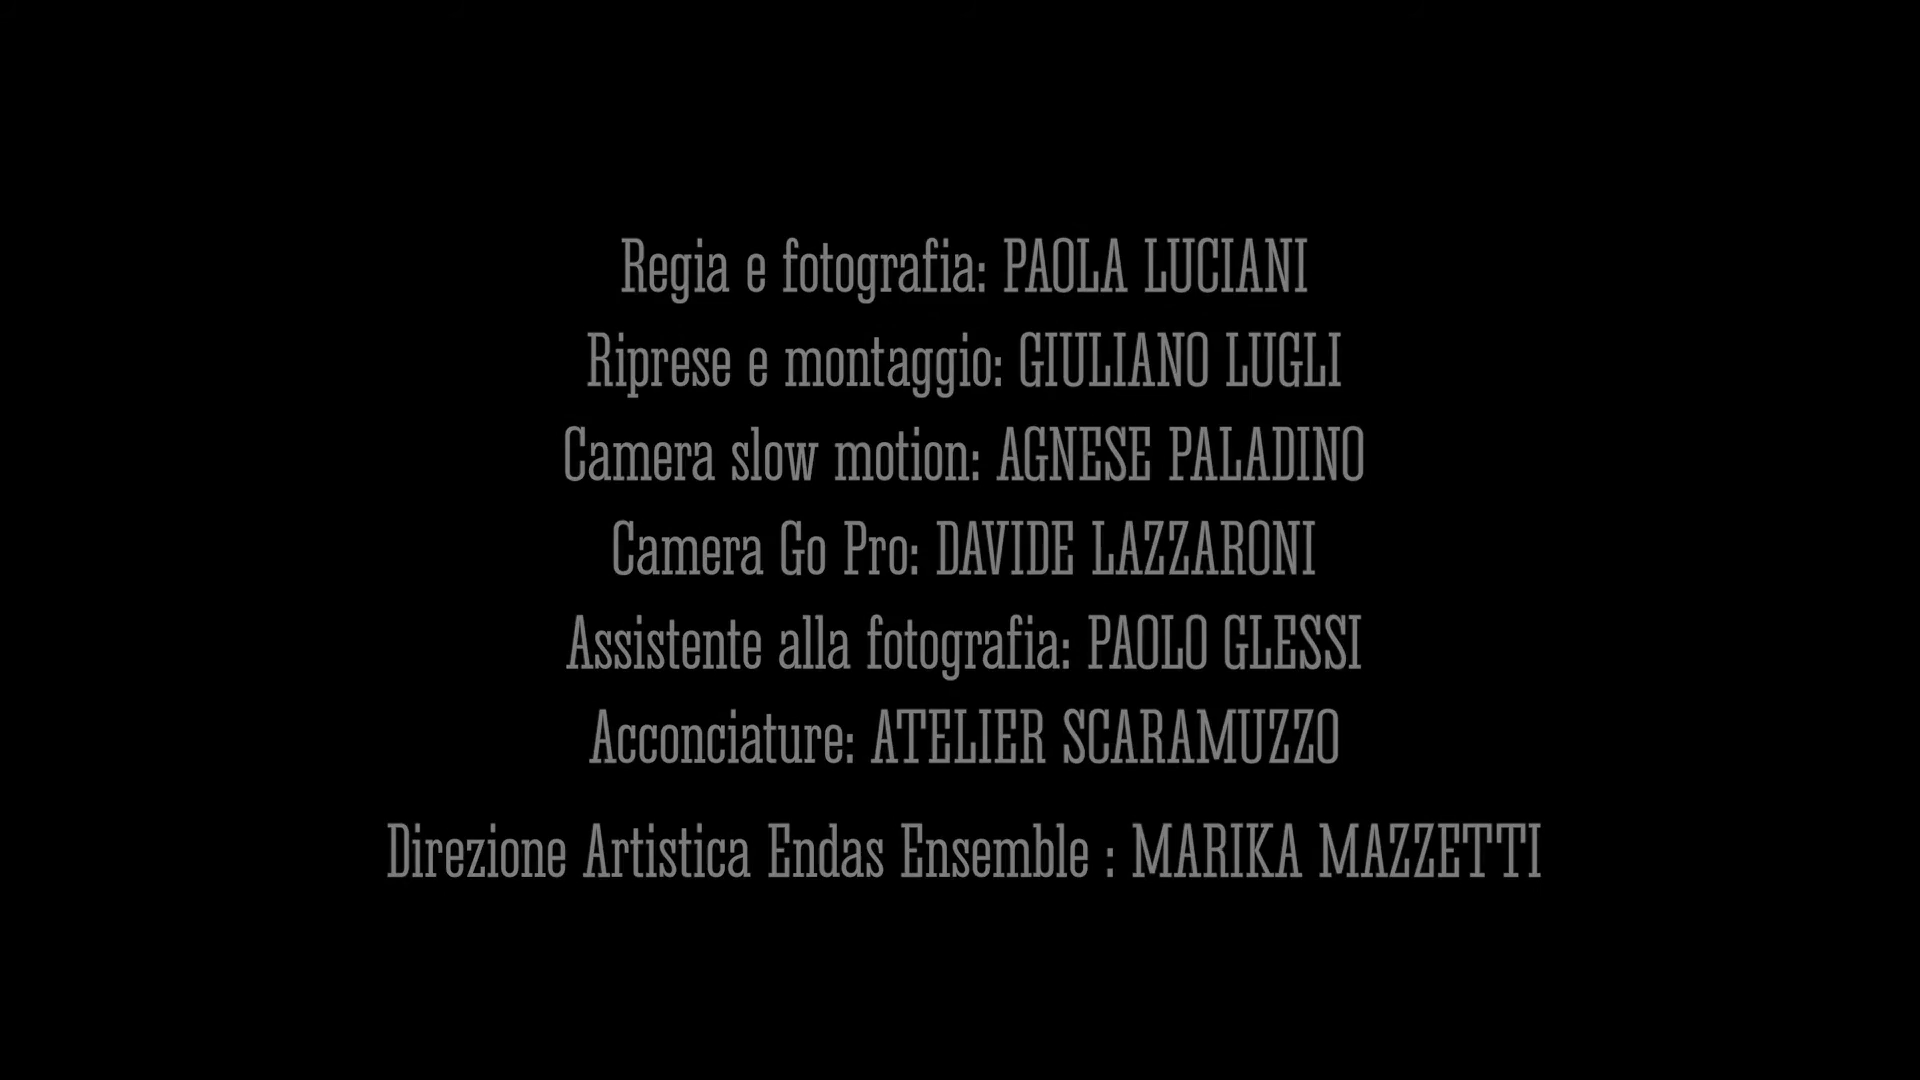 Regia e fotografia: PAOLA LUCIANI
Riprese e montaggio: GIULIANO LUGLI
Camera slow motion: AGNESE PALADINO
Camera Go Pro: DAVIDE LAZZARONI
Assistente alla fotografia: PAOLO GLESSI
Acconciature: ATELIER SCARAMUZZO
Direzione Artistica Endas Ensemble : MARIKA MAZZETTI